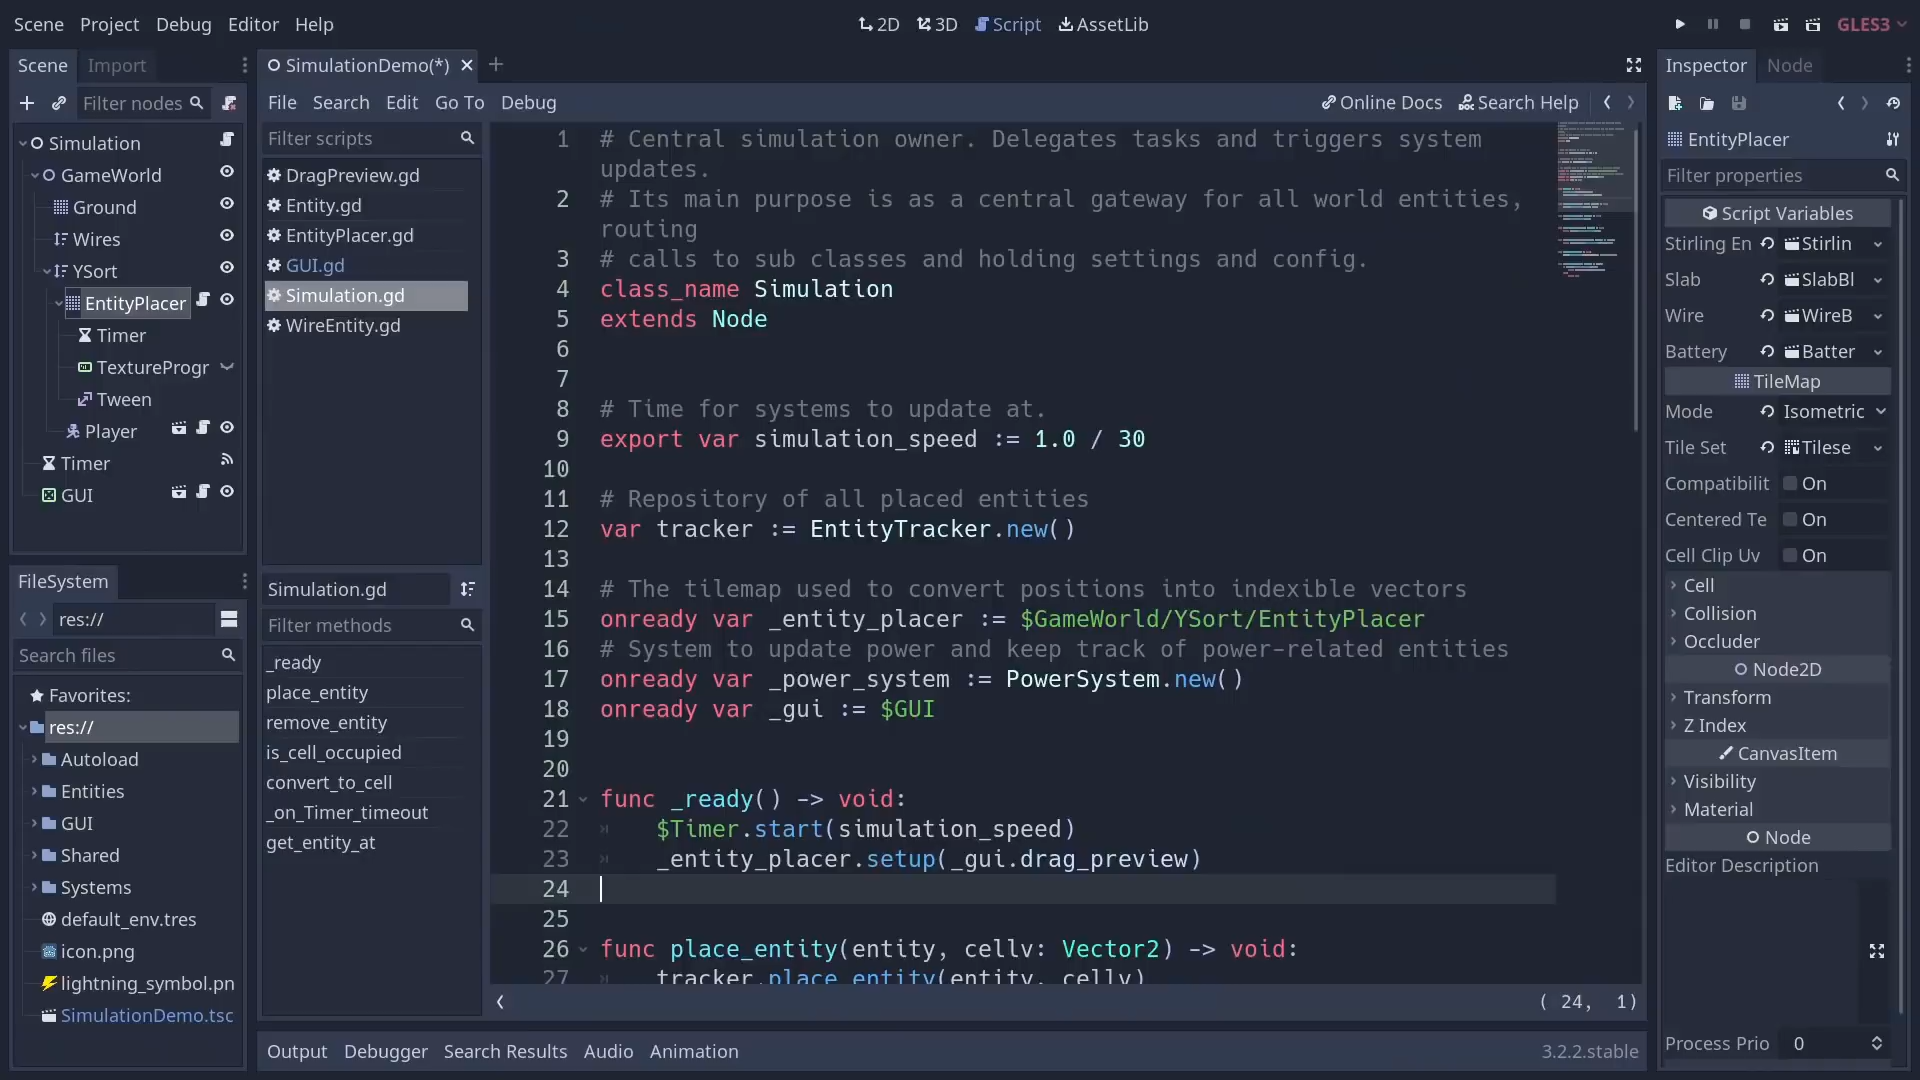 Scene Project Debug Editor Help
2D 3D Script AssetLib
GLES3
Scene Import
Filter nodes
Simulation
GameWorld
Ground
Wires
YSort
EntityPlacer
Timer
TextureProgr
Tween
Player
Timer
GUI
FileSystem
res://
Search files
Favorites:
res://
Autoload
Entities
GUI
Shared
Systems
default_env.tres
icon.png
lightning_symbol.pn
SimulationDemo.tsc
SimulationDemo(*)
File Search Edit Go To Debug
Online Docs Search Help
Filter scripts
DragPreview.gd
Entity.gd
EntityPlacer.gd
GUI.gd
Simulation.gd
WireEntity.gd
Simulation.gd
Filter methods
_ready
place_entity
remove_entity
is_cell_occupied
convert_to_cell
_on_Timer_timeout
get_entity_at
1 # Central simulation owner. Delegates tasks and triggers system
updates.
2 # Its main purpose is as a central gateway for all world entities,
routing
3 # calls to sub classes and holding settings and config.
4 class_name Simulation
5 extends Node
6
7
8 # Time for systems to update at.
9 export var simulation_speed := 1.0 / 30
10
11 # Repository of all placed entities
12 var tracker := EntityTracker.new()
13
14 # The tilemap used to convert positions into indexible vectors
15 onready var _entity_placer := $GameWorld/YSort/EntityPlacer
16 # System to update power and keep track of power-related entities
17 onready var _power_system := PowerSystem.new()
18 onready var _gui := $GUI
19
20
21 func _ready() -> void:
22 $Timer.start(simulation_speed)
23 _entity_placer.setup(_gui.drag_preview)
24
25
26 func place_entity(entity, cellv: Vector2) -> void:
27 tracker.place_entity(entity, cellv)
( 24, 1)
Output Debugger Search Results Audio Animation
3.2.2.stable
Inspector Node
EntityPlacer
Filter properties
Script Variables
Stirling En Stirlin
Slab SlabBl
Wire WireB
Battery Batter
TileMap
Mode Isometric
Tile Set Tilese
Compatibilit On
Centered Te On
Cell Clip Uv On
Cell
Collision
Occluder
Node2D
Transform
Z Index
CanvasItem
Visibility
Material
Node
Editor Description
Process Prio 0